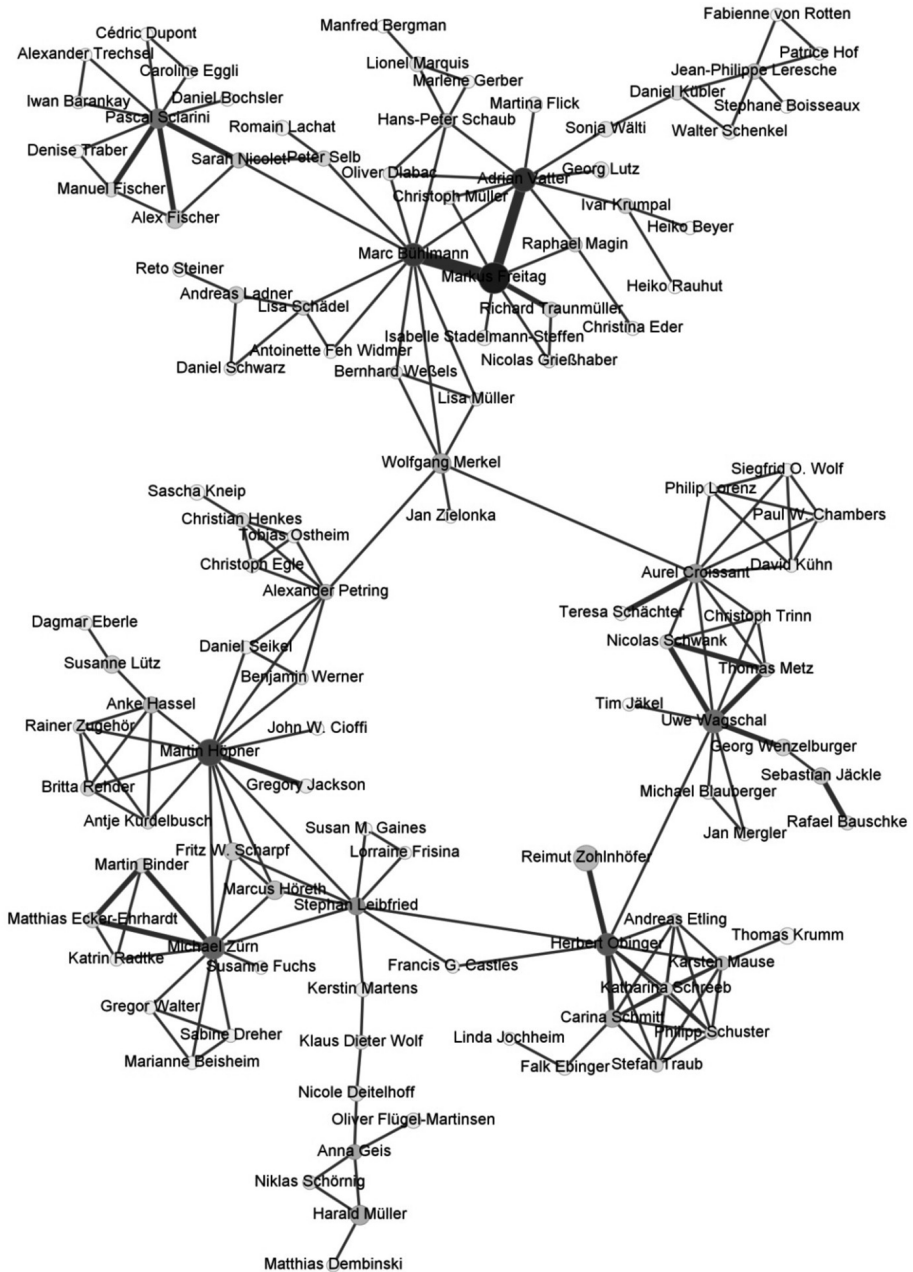 Fabienne von Rotten
Manfred Bergman
Cédric Dupont
Alexander Trechsel
Patrice Hof
Lionel Marquis
Caroline Eggli
Jean-Philippe Leresche
Marlène Gerber
Daniel Kübler
Iwan Barankay
Daniel Bochsler
Martina Flick
Stephane Boisseaux
Pascal Sciarini
Hans-Peter Schaub
Romain Lachat
Sonja Wälti
Walter Schenkel
Denise Traber
Sarah Nicolet
Peter Selb
Oliver Dlabac
Adrian Vatter
Georg Lutz
Manuel Fischer
Christoph Müller
Ivar Krumpal
Alex Fischer
Heiko Beyer
Raphael Magin
Marc Bühlmann
Reto Steiner
Markus Freitag
Heiko Rauhut
Andreas Ladner
Lisa Schädel
Richard Traunmüller
Christina Eder
Isabelle Stadelmann-Steffen
Antoinette Feh Widmer
Nicolas Grießhaber
Daniel Schwarz
Bernhard Weßels
Lisa Müller
Wolfgang Merkel
Siegfrid O. Wolf
Sascha Kneip
Philip Lorenz
Jan Zielonka
Paul W. Chambers
Christian Henkes
Tobias Ostheim
Christoph Egle
David Kühn
Aurel Croissant
Alexander Petring
Teresa Schächter
Christoph Trinn
Dagmar Eberle
Nicolas Schwank
Daniel Seikel
Susanne Lütz
Thomas Metz
Benjamin Werner
Anke Hassel
Tim Jäkel
Rainer Zugehör
John W. Cioffi
Uwe Wagschal
Martin Höpner
Georg Wenzelburger
Sebastian Jäckle
Britta Rehder
Gregory Jackson
Michael Blauberger
Antje Kurdelbusch
Susan M. Gaines
Rafael Bauschke
Jan Mergler
Fritz W. Scharpf
Lorraine Frisina
Reimut Zohlnhöfer
Martin Binder
Marcus Höreth
Stephan Leibfried
Matthias Ecker-Ehrhardt
Andreas Etling
Thomas Krumm
Michael Zürn
Herbert Obinger
Katrin Radtke
Susanne Fuchs
Francis G. Castles
Karsten Mause
Kerstin Martens
Katharina Schreeb
Gregor Walter
Carina Schmitt
Sabine Dreher
Klaus Dieter Wolf
Linda Jochheim
Philipp Schuster
Marianne Beisheim
Falk Ebinger
Stefan Traub
Nicole Deitelhoff
Oliver Flügel-Martinsen
Anna Geis
Niklas Schörnig
Harald Müller
Matthias Dembinski